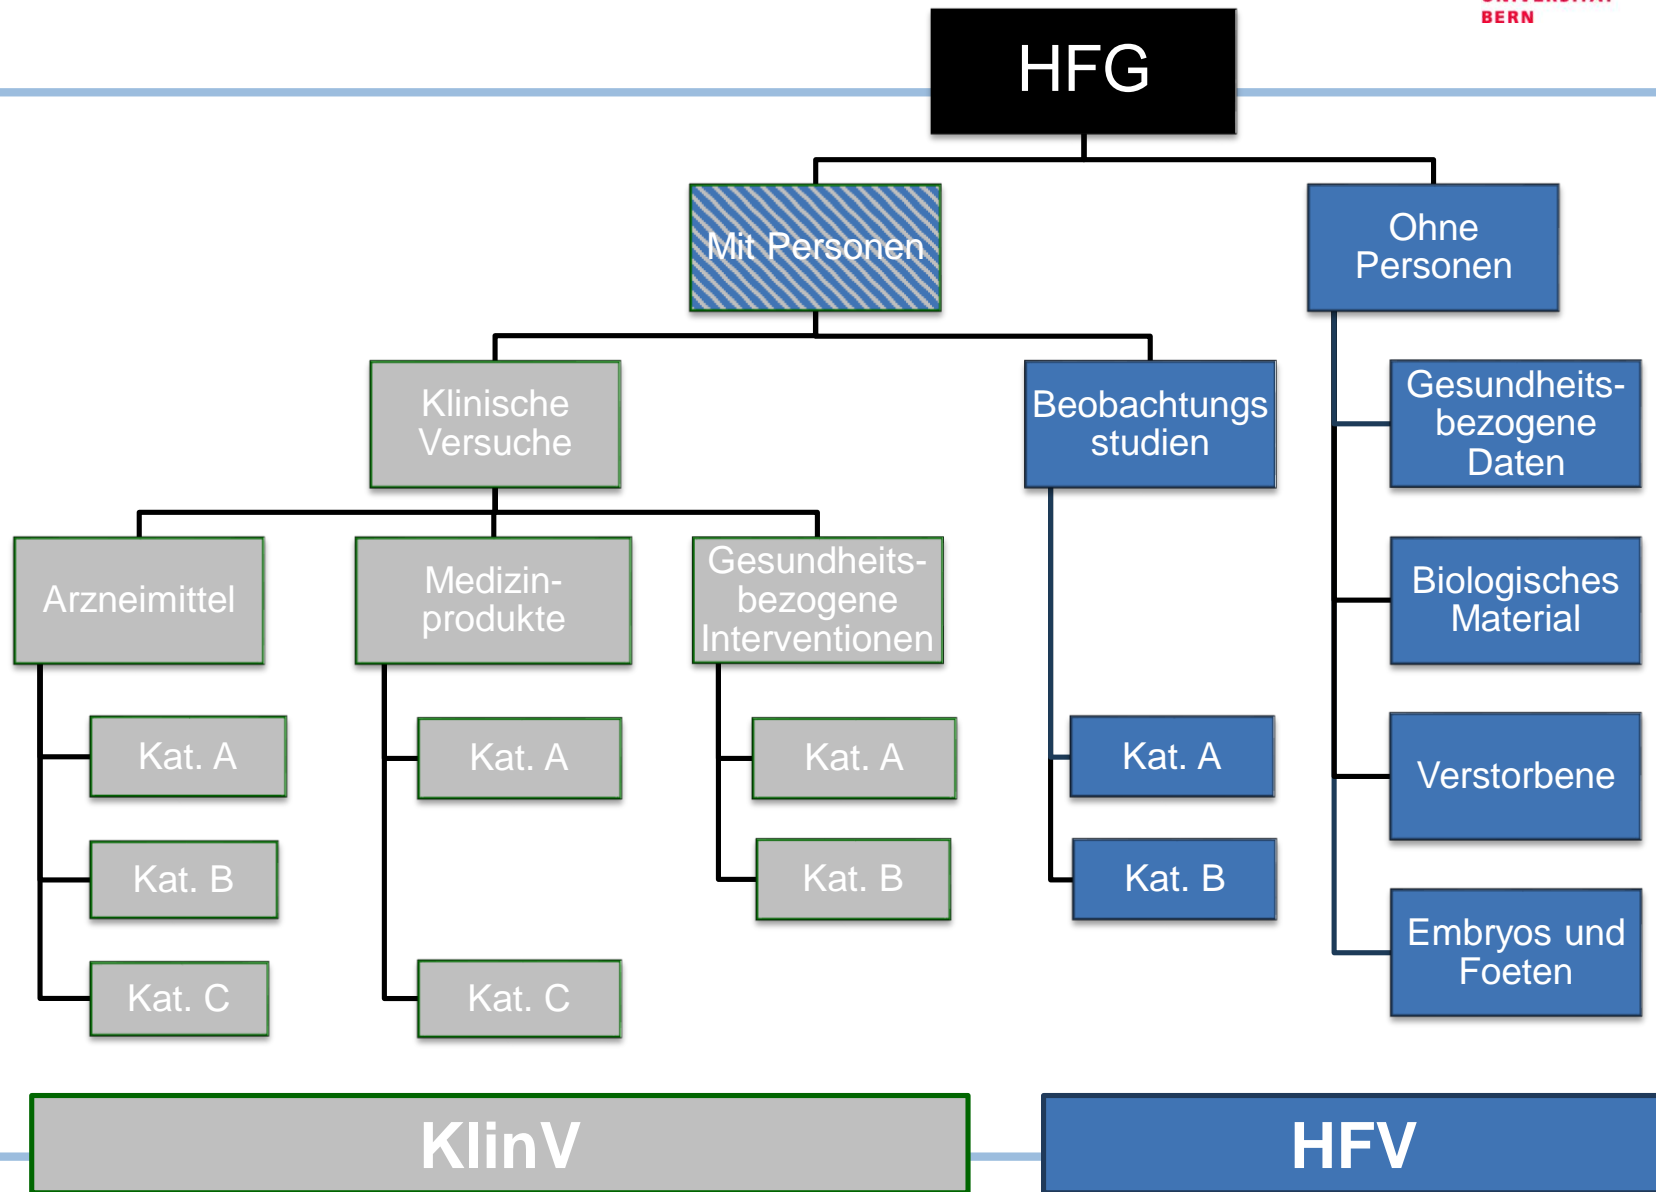 BERN
HFG
Mit Personen
Ohne
Personen
Klinische
Versuche
Beobachtungs
studien
Gesundheits-
bezogene
Daten
Arzneimittel
Medizin-
produkte
Gesundheits-
bezogene
Interventionen
Biologisches
Material
Kat. A
Kat. A
Kat. A
Kat. A
Verstorbene
Kat. B
Kat. B
Kat. B
Embryos und
Foeten
Kat. C
Kat. C
KlinV
HFV